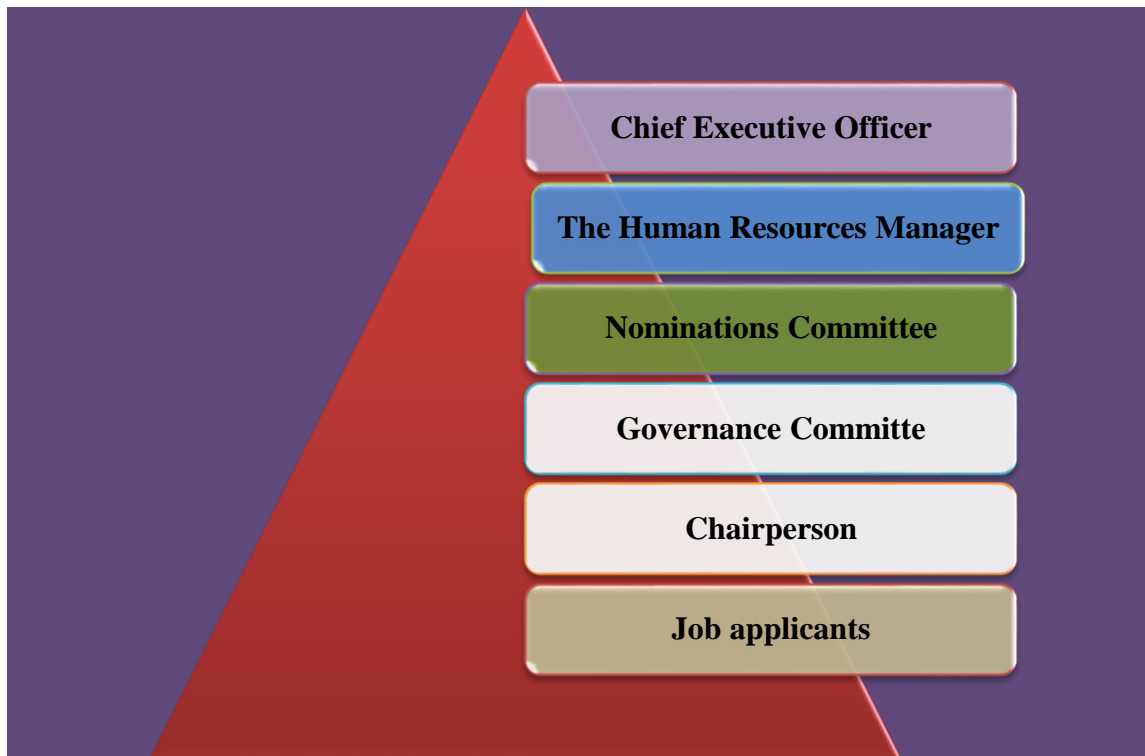 Chief Executive Officer
The Human Resources Manager
Nominations Committee
Governance Committe
Chairperson
Job applicants